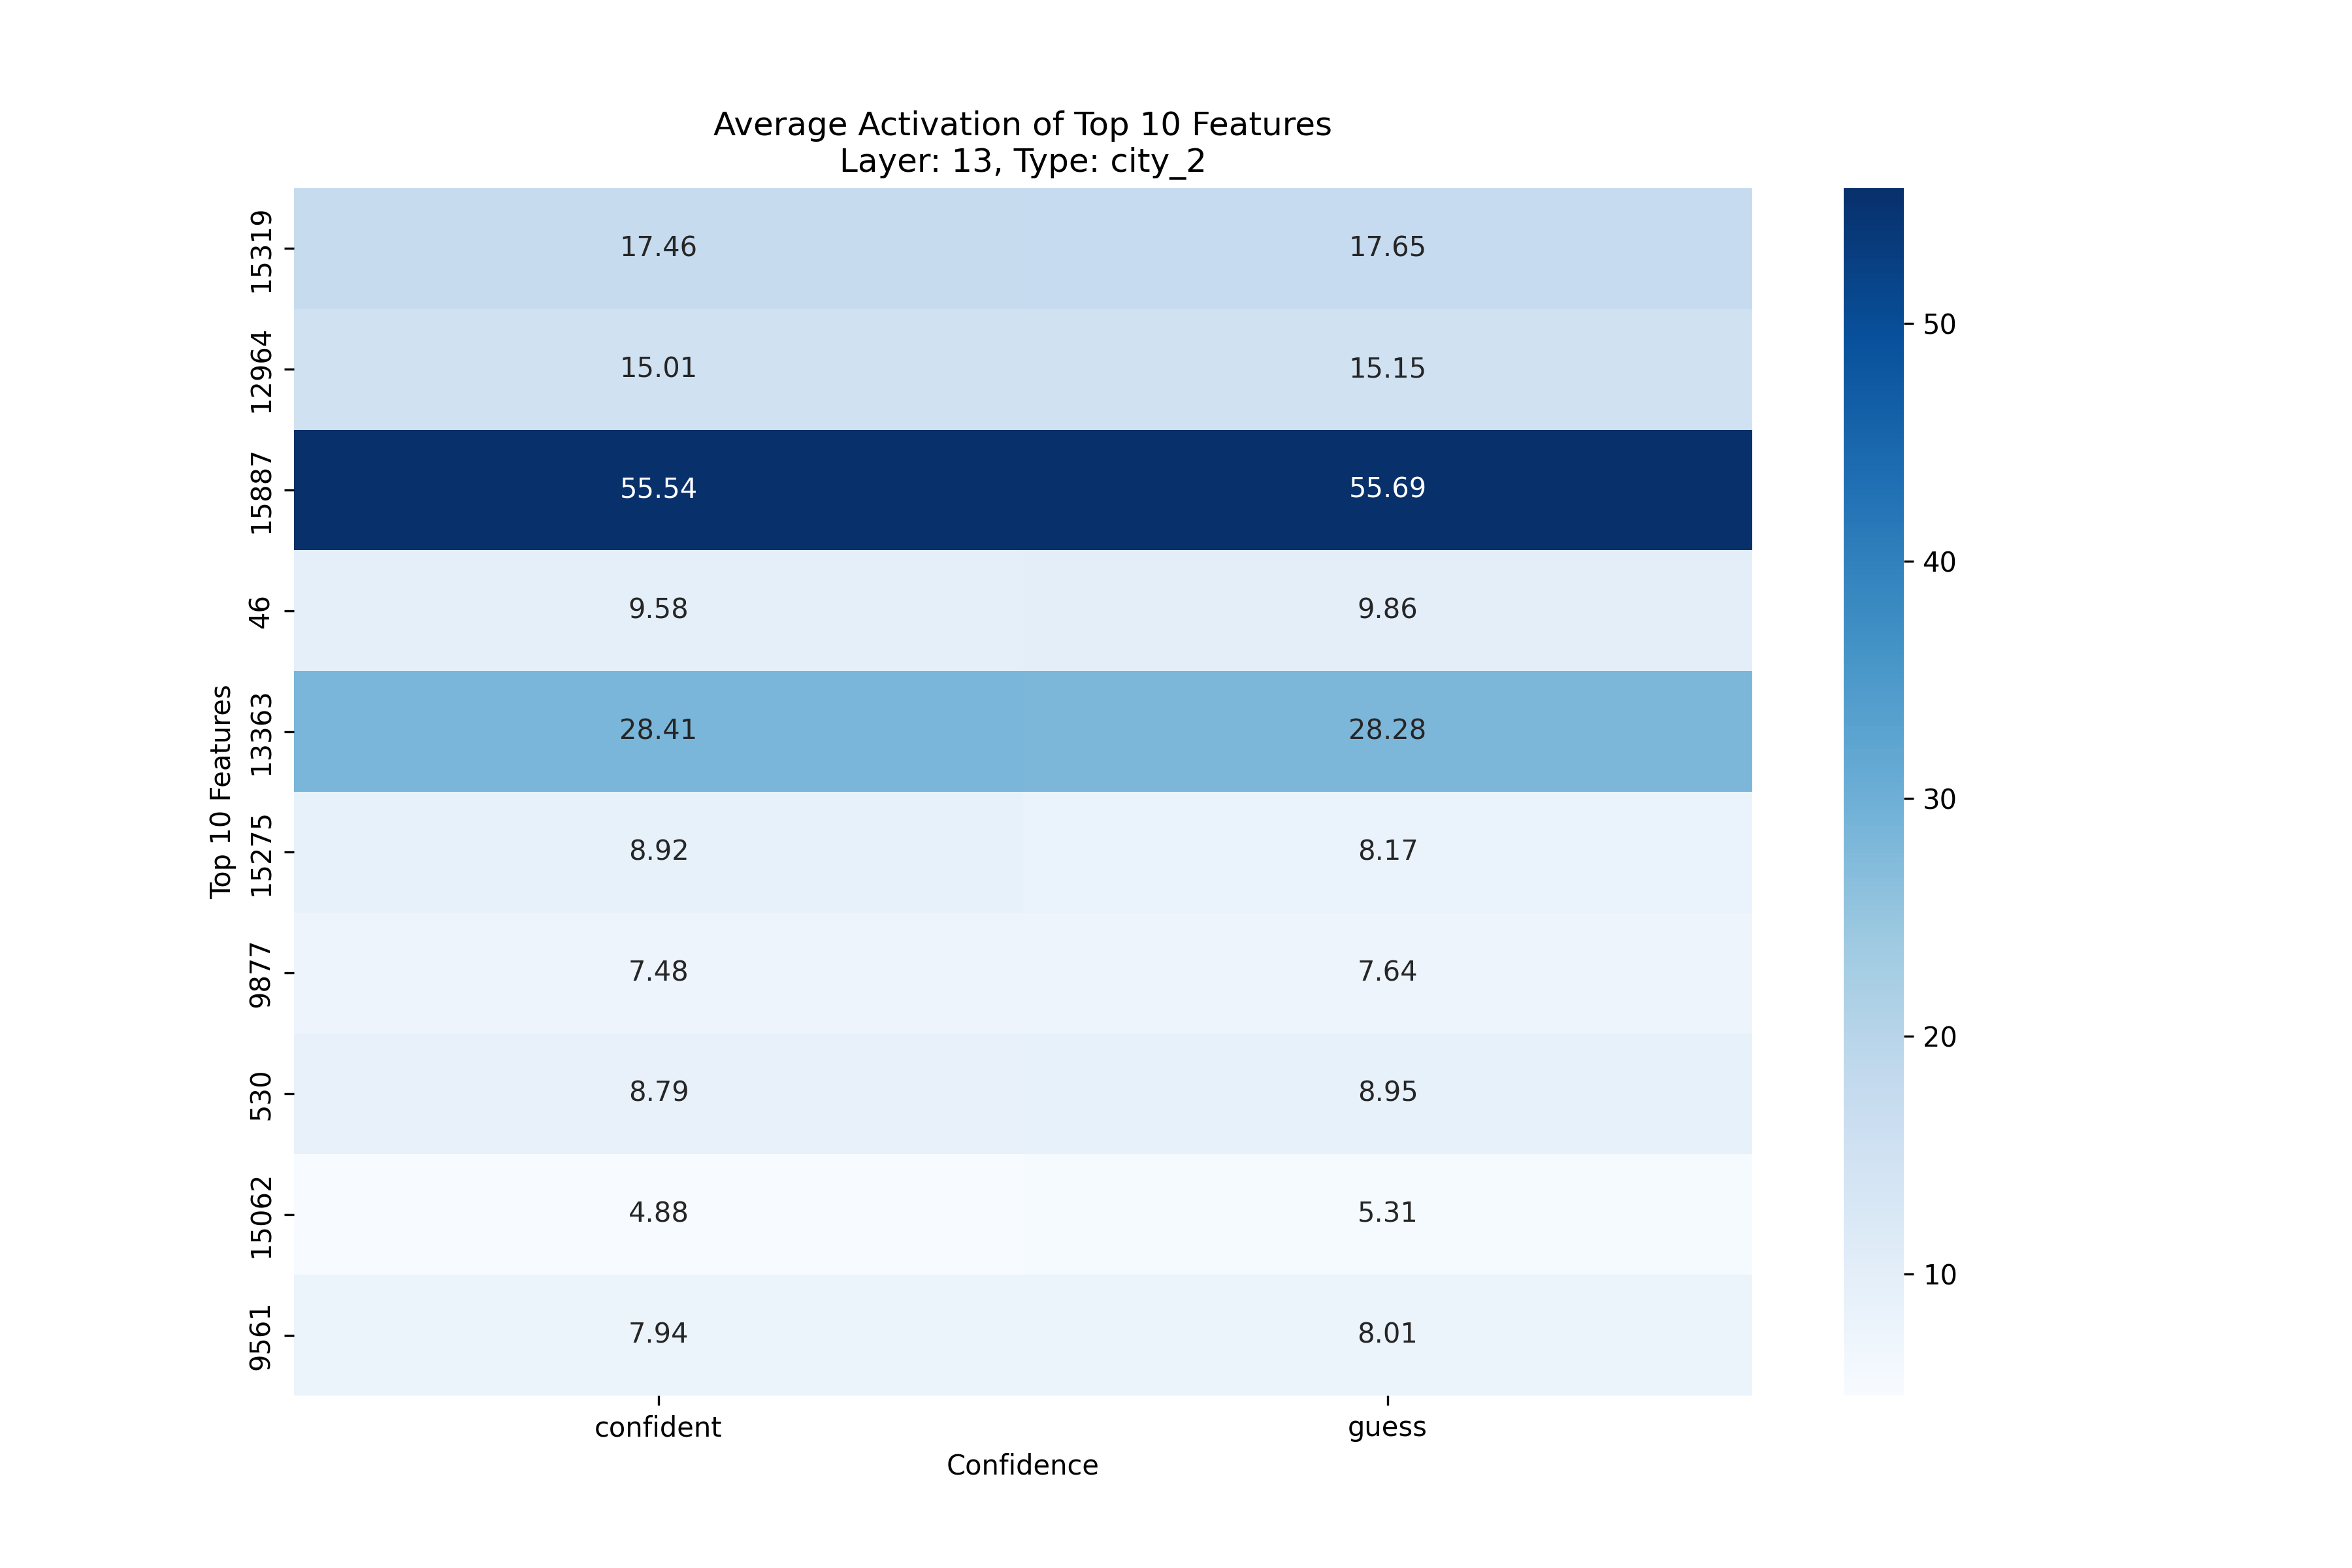 Average Activation of Top 10 Features
Layer: 13, Type: city_2
Top 10 Features
15319 17.46 17.65
12964 15.01 15.15
15887 55.54 55.69
46 9.58 9.86
13363 28.41 28.28
15275 8.92 8.17
9877 7.48 7.64
530 8.79 8.95
15062 4.88 5.31
9561 7.94 8.01
confident guess
Confidence
50
40
30
20
10